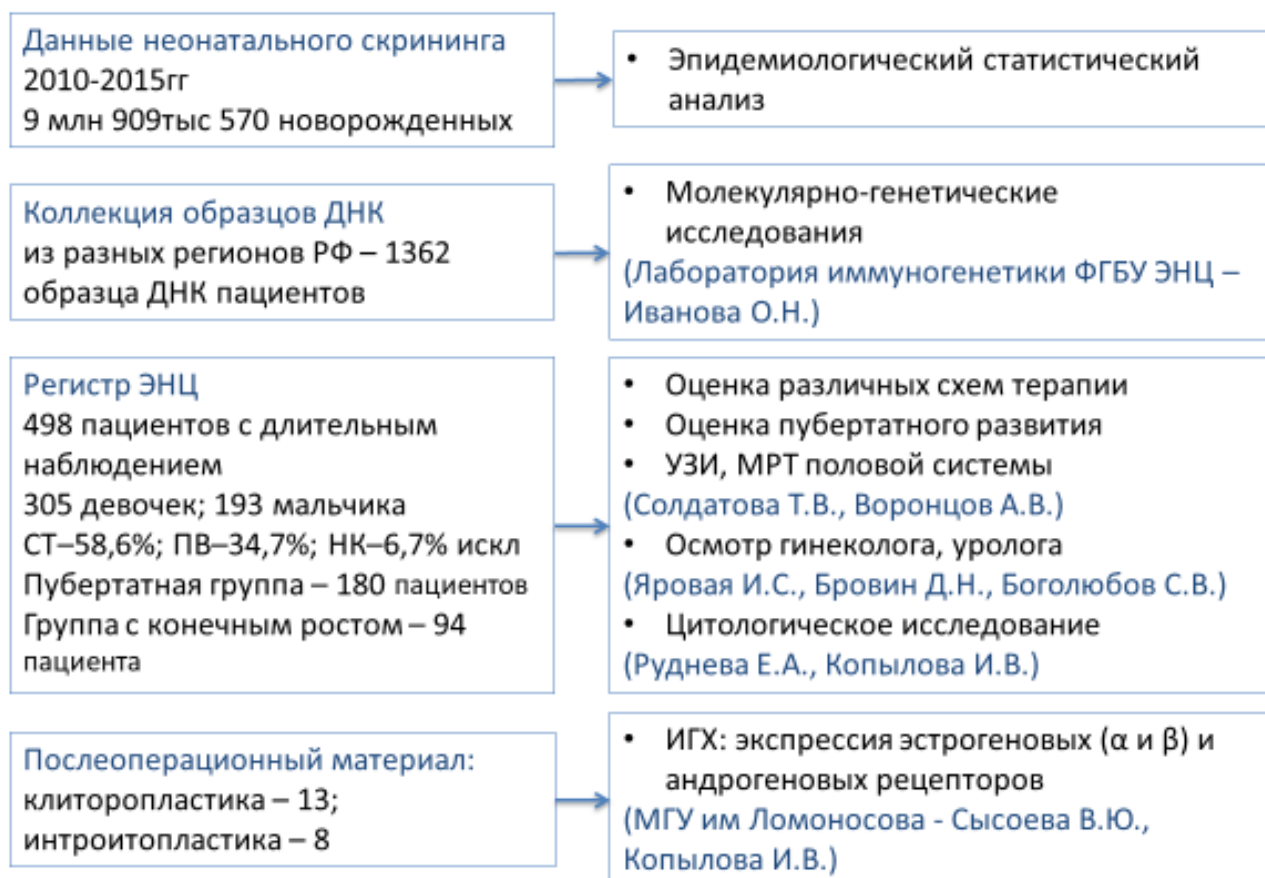 Данные неонатального скрининга
2010-2015гг
9 млн 909тыс 570 новорожденных
• Эпидемиологический статистический
анализ
Коллекция образцов ДНК
из разных регионов РФ – 1362
образца ДНК пациентов
• Молекулярно-генетические
исследования
(Лаборатория иммуногенетики ФГБУ ЭНЦ –
Иванова О.Н.)
Регистр ЭНЦ
498 пациентов с длительным
наблюдением
305 девочек; 193 мальчика
СТ–58,6%; ПВ–34,7%; НК–6,7% искл
Пубертатная группа – 180 пациентов
Группа с конечным ростом – 94
пациента
• Оценка различных схем терапии
• Оценка пубертатного развития
• УЗИ, МРТ половой системы
(Солдатова Т.В., Воронцов А.В.)
• Осмотр гинеколога, уролога
(Яровая И.С., Бровин Д.Н., Боголюбов С.В.)
• Цитологическое исследование
(Руднева Е.А., Копылова И.В.)
Послеоперационный материал:
клиторопластика – 13;
интроитопластика – 8
• ИГХ: экспрессия эстрогеновых (α и β) и
андрогеновых рецепторов
(МГУ им Ломоносова - Сысоева В.Ю.,
Копылова И.В.)